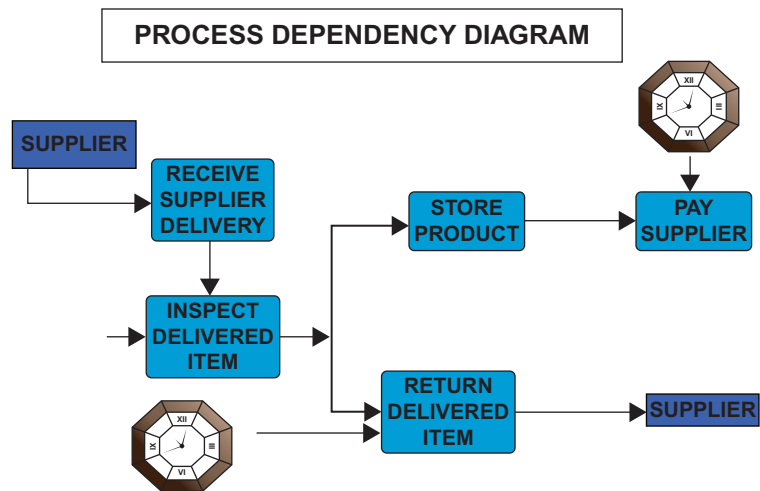 PROCESS DEPENDENCY DIAGRAM
XII
III
VI
IX
SUPPLIER
RECEIVE
SUPPLIER
DELIVERY
STORE
PRODUCT
PAY
SUPPLIER
INSPECT
DELIVERED
ITEM
RETURN
DELIVERED
ITEM
SUPPLIER
XII
III
VI
IX